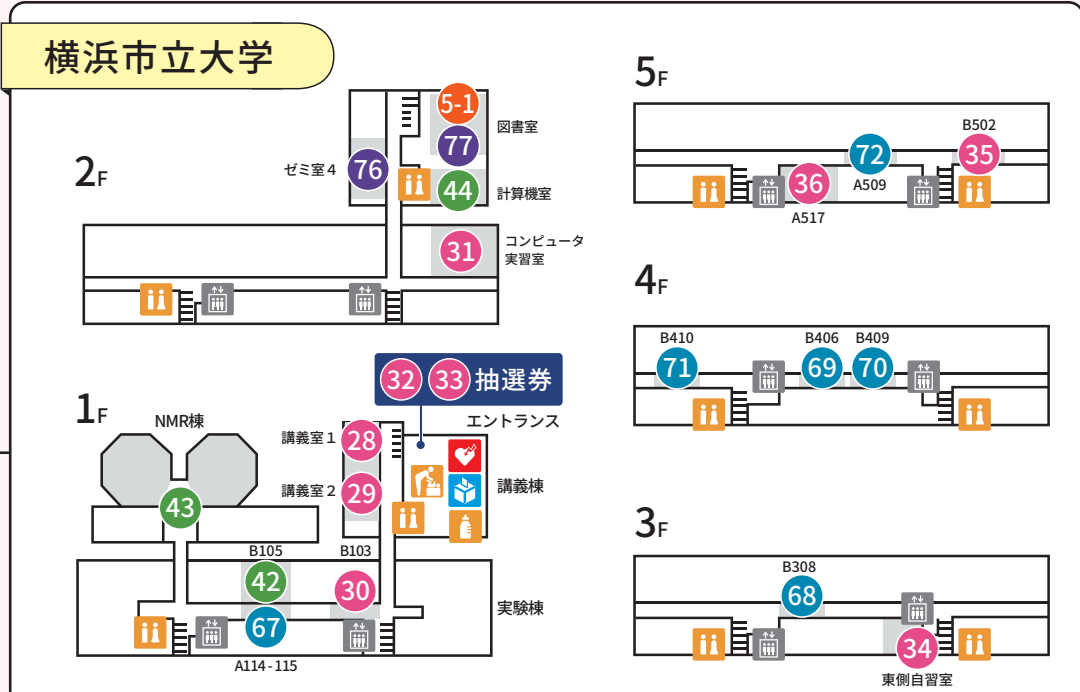 横浜市立大学
2F
5-1
図書室
77
ゼミ室4
76
44
計算機室
31
コンピュータ
実習室
32 33 抽選券
1F
NMR棟
エントランス
講義室1
28
講義室2
29
講義棟
43
B105
B103
42
30
実験棟
67
A114-115
5F
B502
72
35
36
A509
A517
4F
B410
B406
B409
71
69
70
3F
B308
68
34
東側自習室